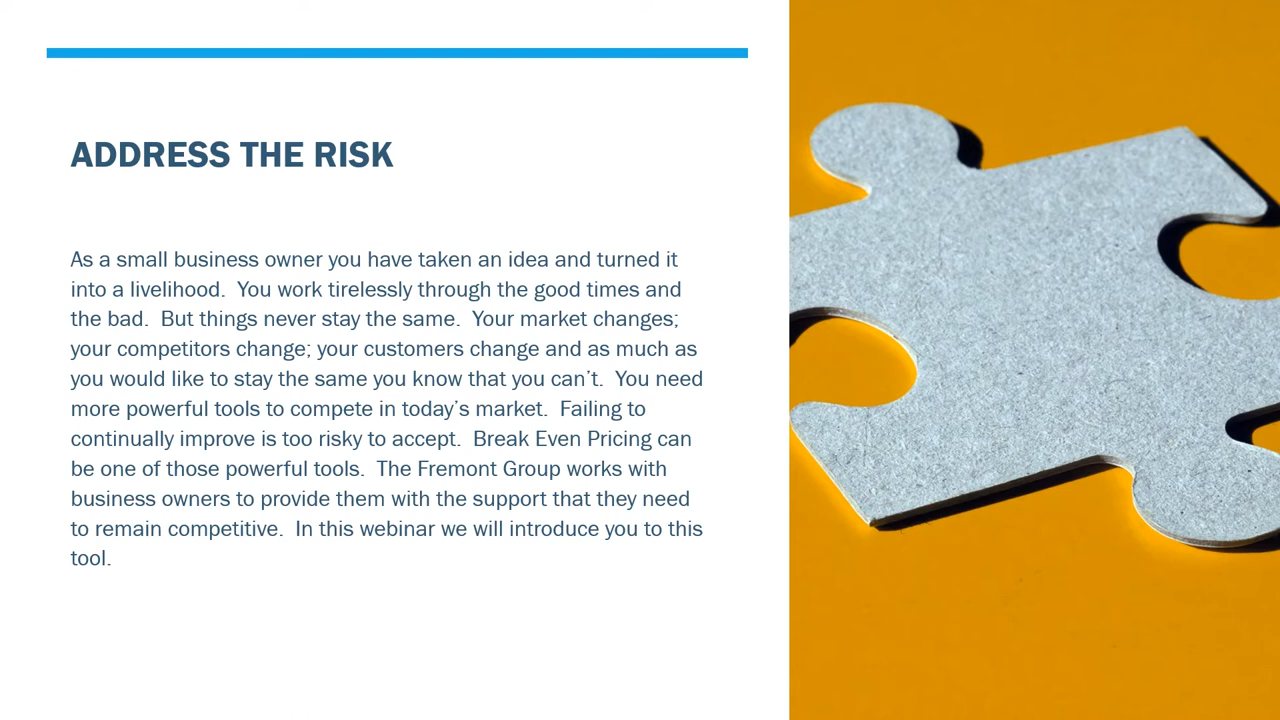 ADDRESS THE RISK
As a small business owner you have taken an idea and turned it
into a livelihood.  You work tirelessly through the good times and
the bad.  But things never stay the same.  Your market changes;
your competitors change; your customers change and as much as
you would like to stay the same you know that you can’t.  You need
more powerful tools to compete in today’s market.  Failing to
continually improve is too risky to accept.  Break Even Pricing can
be one of those powerful tools.  The Fremont Group works with
business owners to provide them with the support that they need
to remain competitive.  In this webinar we will introduce you to this
tool.